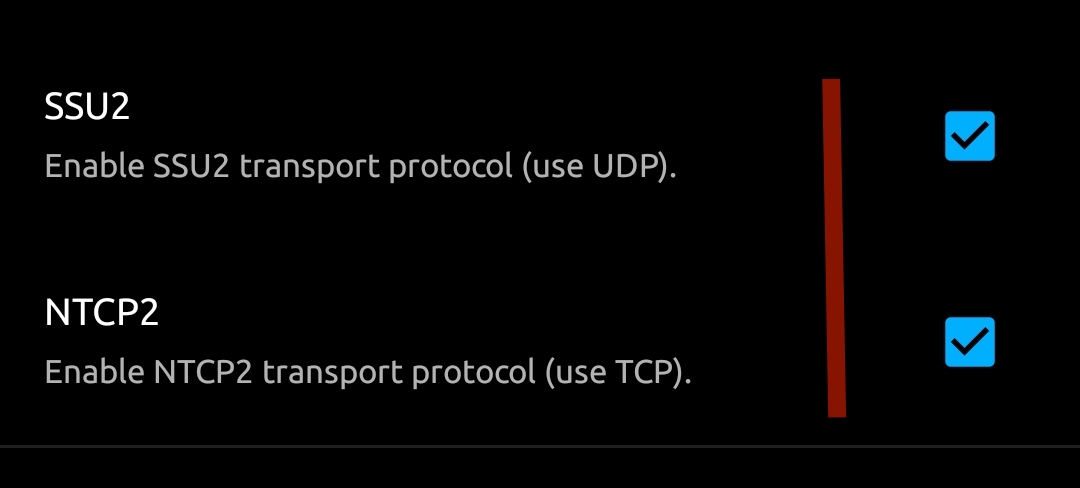 SSU2
Enable SSU2 transport protocol (use UDP).
NTCP2
Enable NTCP2 transport protocol (use TCP).